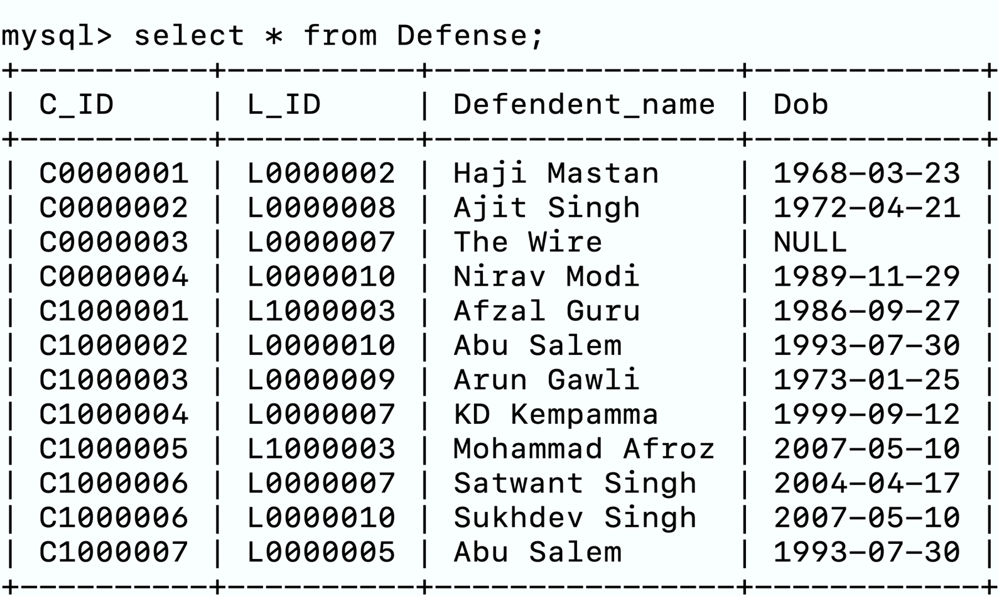 mysql> select * from Defense;
+-----------+-----------+-----------------+------------+
| C_ID      | L_ID      | Defendent_name  | Dob        |
+-----------+-----------+-----------------+------------+
| C0000001  | L0000002  | Haji Mastan     | 1968-03-23 |
| C0000002  | L0000008  | Ajit Singh      | 1972-04-21 |
| C0000003  | L0000007  | The Wire        | NULL       |
| C0000004  | L0000010  | Nirav Modi      | 1989-11-29 |
| C1000001  | L1000003  | Afzal Guru      | 1986-09-27 |
| C1000002  | L0000010  | Abu Salem       | 1993-07-30 |
| C1000003  | L0000009  | Arun Gawli      | 1973-01-25 |
| C1000004  | L0000007  | KD Kempamma     | 1999-09-12 |
| C1000005  | L1000003  | Mohammad Afroz  | 2007-05-10 |
| C1000006  | L0000007  | Satwant Singh   | 2004-04-17 |
| C1000006  | L0000010  | Sukhdev Singh   | 2007-05-10 |
| C1000007  | L0000005  | Abu Salem       | 1993-07-30 |
+-----------+-----------+-----------------+------------+